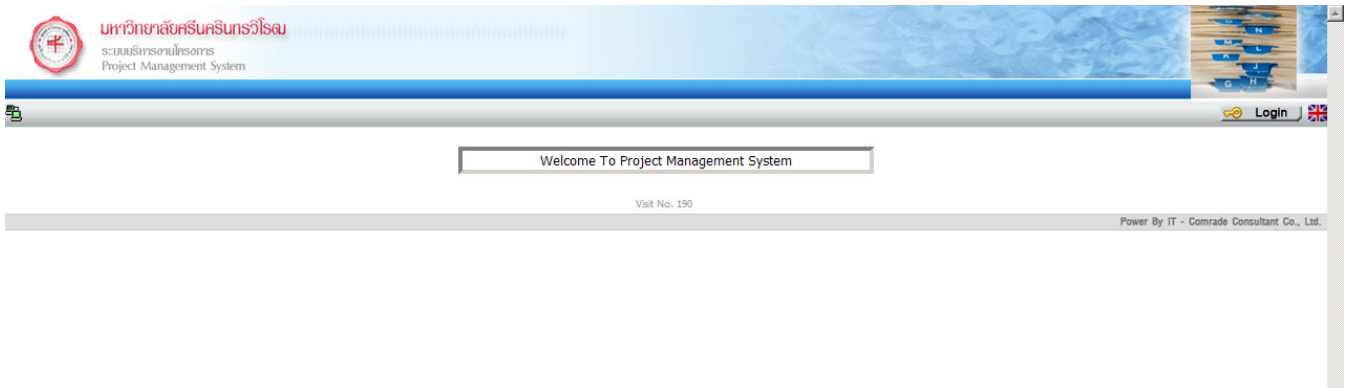 มหาวิทยาลัยศรีนครินทรวิโรฒ
ระบบบริหารงานโครงการ
Project Management System
N
M
L
K
J
G H
Login
Welcome To Project Management System
Visit No. 190
Power By IT - Comrade Consultant Co., Ltd.